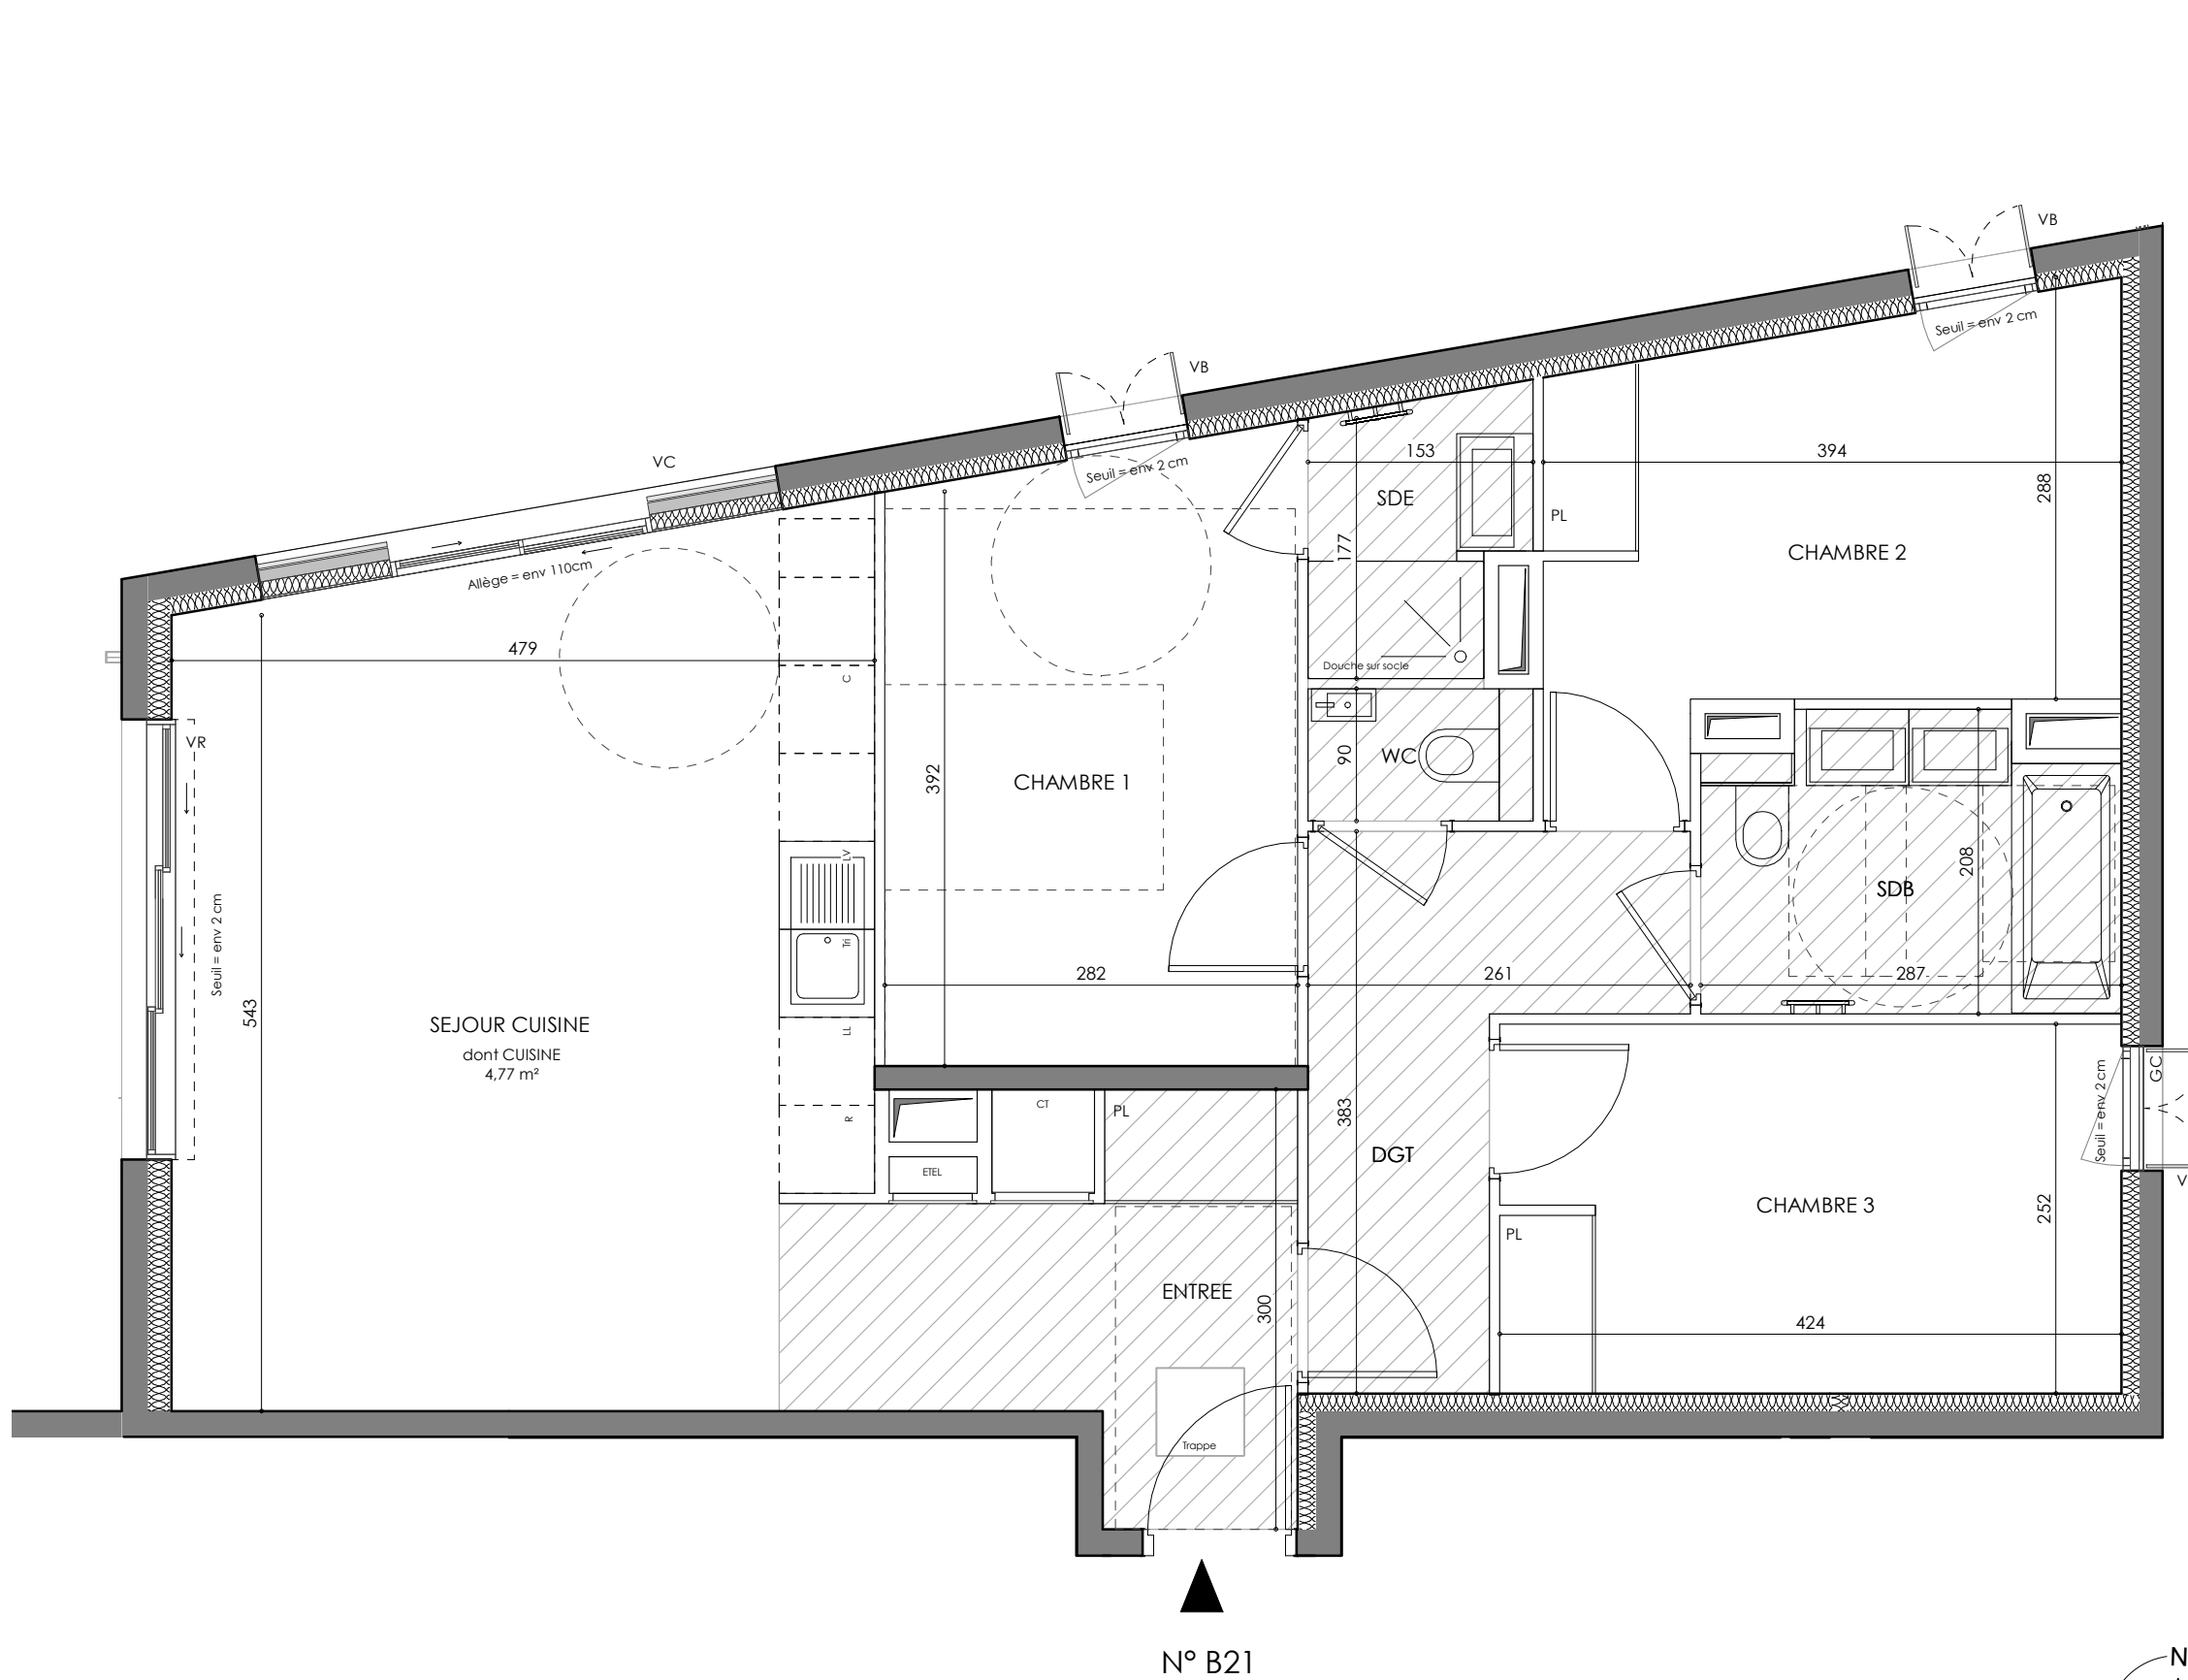 VB
VB
Seuil = env 2 cm
VC
Seuil = env 2 cm
153
394
288
SDE
PL
177
CHAMBRE 2
Allège = env 110cm
479
C
Douche sur socle
VR
90
WC
392
CHAMBRE 1
LV
208
SDB
Seuil = env 2 cm
Tri
282
261
287
543
SEJOUR CUISINE
dont CUISINE
4,77 m²
LL
R
CT
PL
ETEL
383
DGT
GC
Seuil = env 2 cm
V
CHAMBRE 3
252
PL
ENTREE
300
424
Trappe
N° B21
N